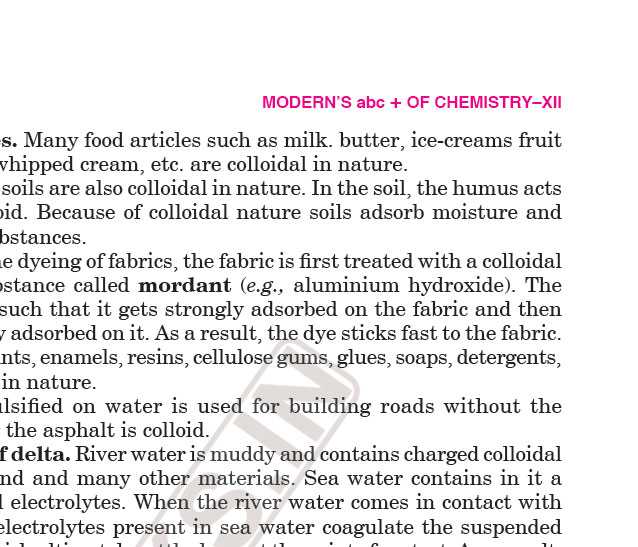 MODERN'S abc + OF CHEMISTRY–XII
s. Many food articles such as milk. butter, ice-creams fruit
whipped cream, etc. are colloidal in nature.
soils are also colloidal in nature. In the soil, the humus acts
oid. Because of colloidal nature soils adsorb moisture and
bstances.
e dyeing of fabrics, the fabric is first treated with a colloidal
bstance called mordant (e.g., aluminium hydroxide). The
such that it gets strongly adsorbed on the fabric and then
y adsorbed on it. As a result, the dye sticks fast to the fabric.
ints, enamels, resins, cellulose gums, glues, soaps, detergents,
in nature.
ulsified on water is used for building roads without the
the asphalt is colloid.
f delta. River water is muddy and contains charged colloidal
nd and many other materials. Sea water contains in it a
l electrolytes. When the river water comes in contact with
electrolytes present in sea water coagulate the suspended
S IN